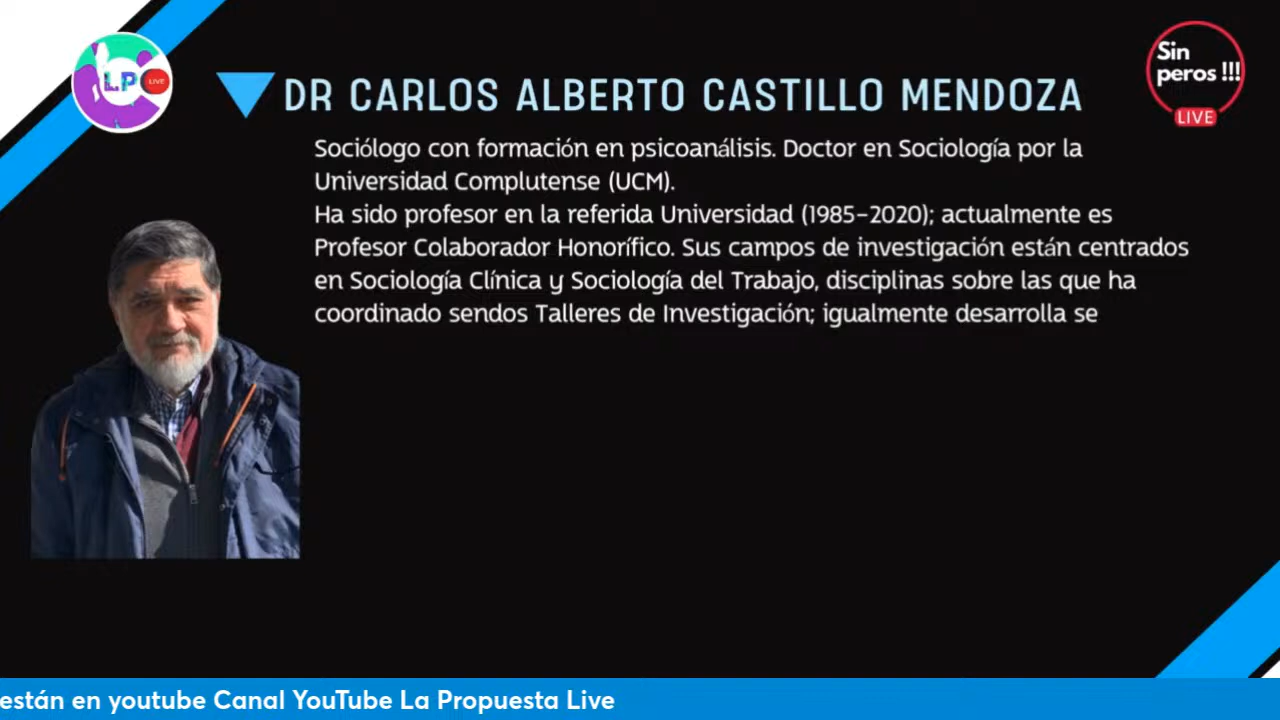 LP LIVE
Sin
peros !!!
LIVE
DR CARLOS ALBERTO CASTILLO MENDOZA
Sociólogo con formación en psicoanálisis. Doctor en Sociología por la
Universidad Complutense (UCM).
Ha sido profesor en la referida Universidad (1985-2020); actualmente es
Profesor Colaborador Honorífico. Sus campos de investigación están centrados
en Sociología Clínica y Sociología del Trabajo, disciplinas sobre las que ha
coordinado sendos Talleres de Investigación; igualmente desarrolla se
están en youtube Canal YouTube La Propuesta Live